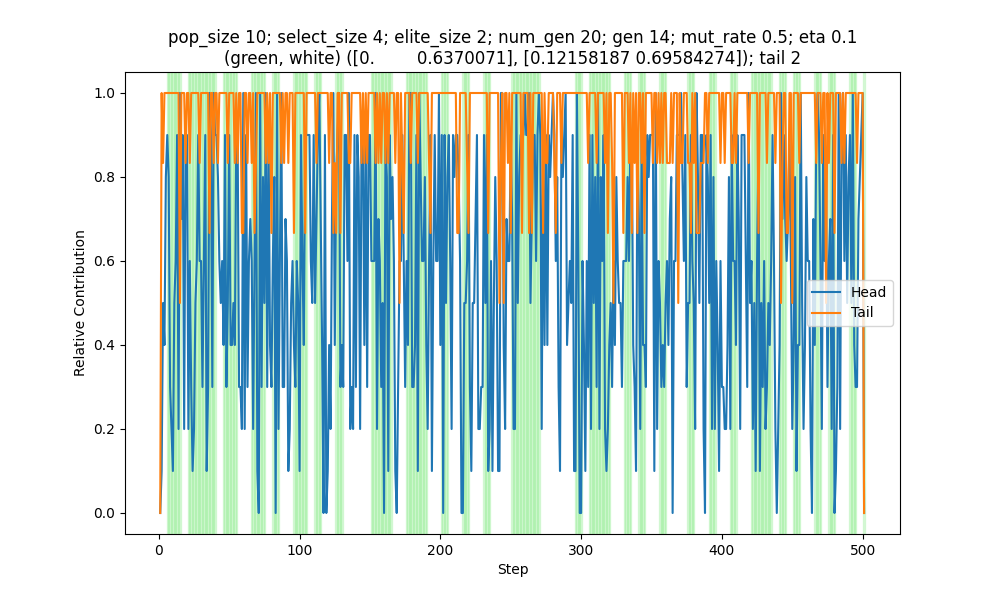 pop_size 10; select_size 4; elite_size 2; num_gen 20; gen 14; mut_rate 0.5; eta 0.1
(green, white) ([0.         0.6370071], [0.12158187 0.69584274]); tail 2
1.0
0.8
0.6
0.4
0.2
0.0
Relative Contribution
Head
Tail
0
100
200
300
400
500
Step